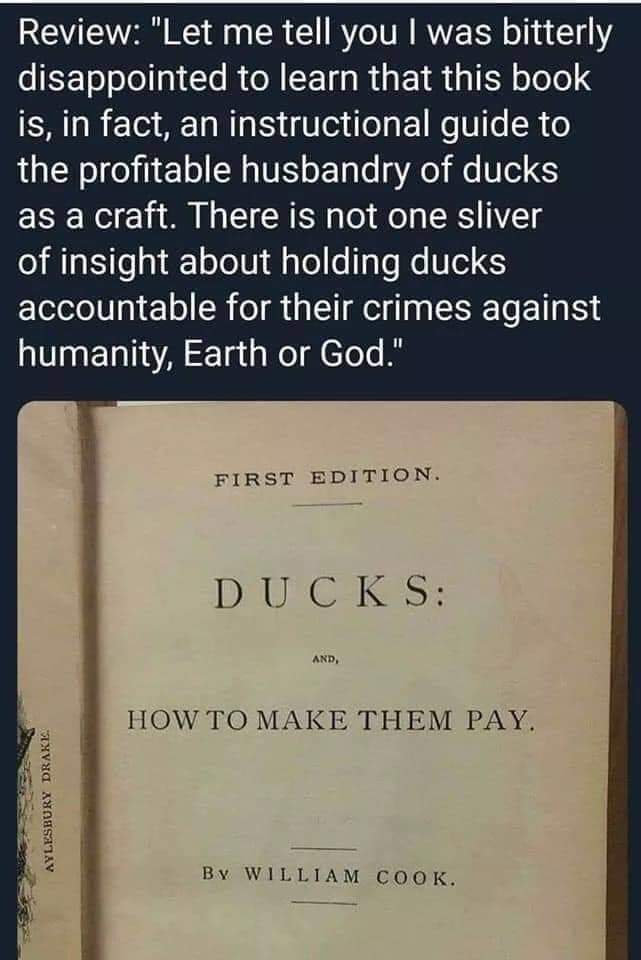 Review: "Let me tell you I was bitterly
disappointed to learn that this book
is, in fact, an instructional guide to
the profitable husbandry of ducks
as a craft. There is not one sliver
of insight about holding ducks
accountable for their crimes against
humanity, Earth or God."
FIRST EDITION.
DUCKS:
AND,
HOW TO MAKE THEM PAY.
BY WILLIAM COOK.
AYLESBURY DRAKE.